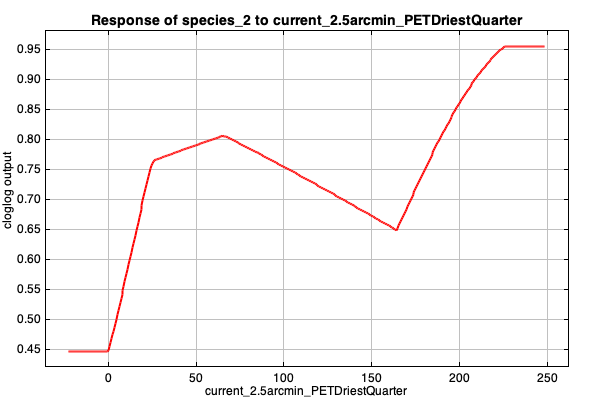 Response of species_2 to current_2.5arcmin_PETDriestQuarter
cloglog output
0.95
0.90
0.85
0.80
0.75
0.70
0.65
0.60
0.55
0.50
0.45
0 50 100 150 200 250
current_2.5arcmin_PETDriestQuarter